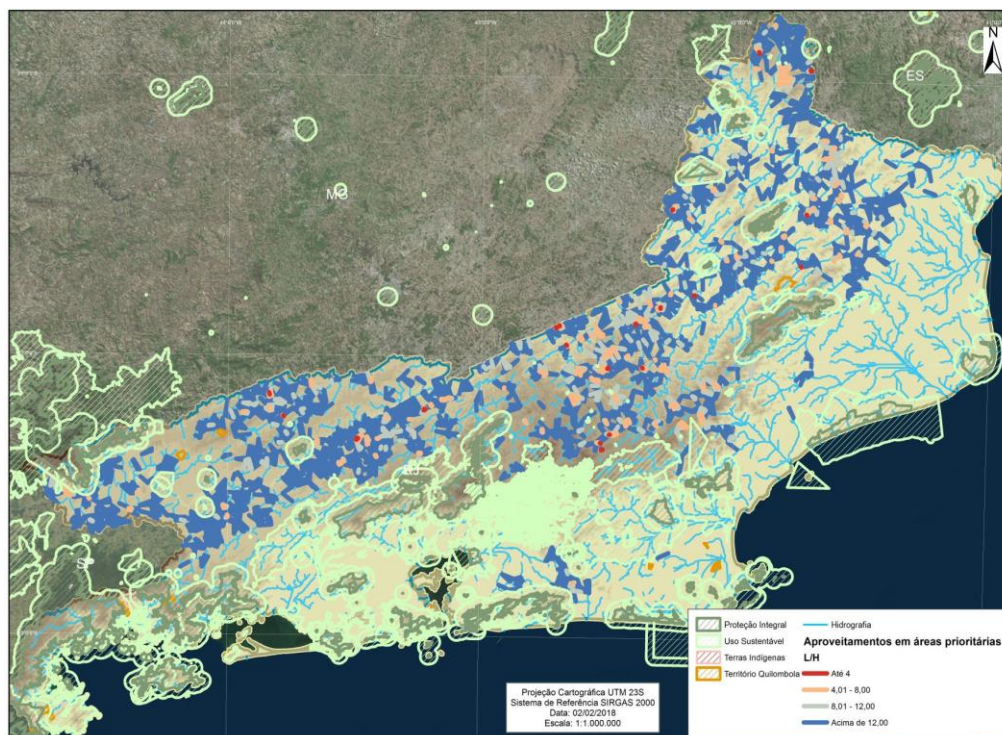 N
ES
MG
RJ
SP
Proteção Integral
Uso Sustentável
Terras Indígenas
Território Quilombola
Hidrografia
Aproveitamentos em áreas prioritárias
L/H
Até 4
4,01 - 8,00
8,01 - 12,00
Acima de 12,00
Projeção Cartográfica UTM 23S
Sistema de Referência SIRGAS 2000
Data: 02/02/2018
Escala: 1:1.000.000